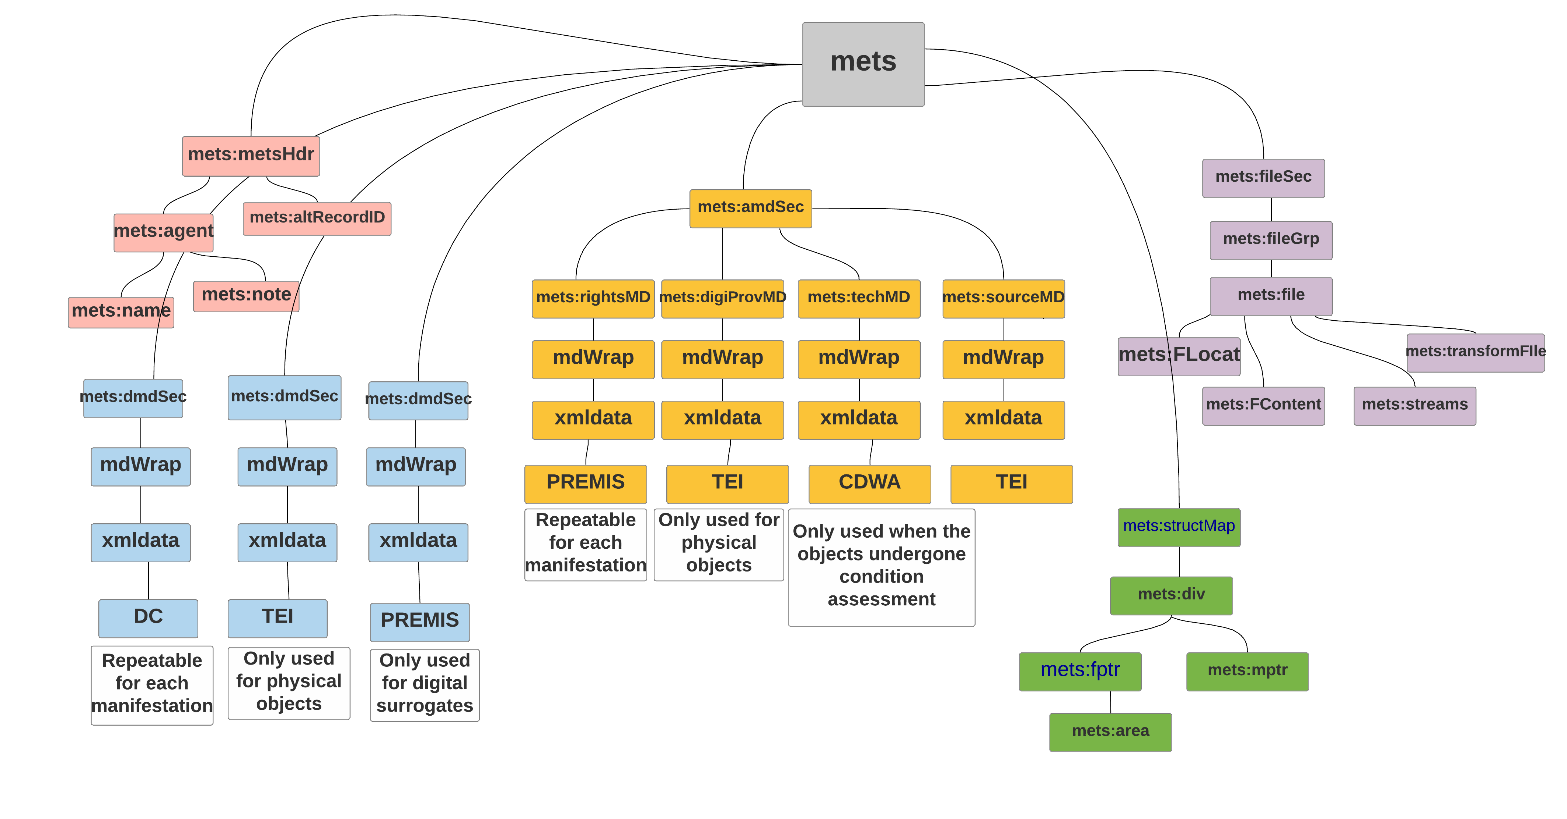 mets
mets:metsHdr
mets:agent
mets:altRecordID
mets:name
mets:note
mets:dmdSec
mets:dmdSec
mets:dmdSec
mdWrap
mdWrap
mdWrap
xmldata
xmldata
xmldata
DC
TEI
PREMIS
Repeatable
for each
manifestation
Only used
for physical
objects
Only used
for digital
surrogates
mets:amdSec
mets:rightsMD
mets:digiProvMD
mets:techMD
mets:sourceMD
mdWrap
mdWrap
mdWrap
mdWrap
xmldata
xmldata
xmldata
xmldata
PREMIS
TEI
CDWA
TEI
Repeatable
for each
manifestation
Only used for
physical
objects
Only used when the
objects undergone
condition
assessment
mets:fileSec
mets:fileGrp
mets:file
mets:FLocat
mets:transformFIle
mets:FContent
mets:streams
mets:structMap
mets:div
mets:fptr
mets:mptr
mets:area